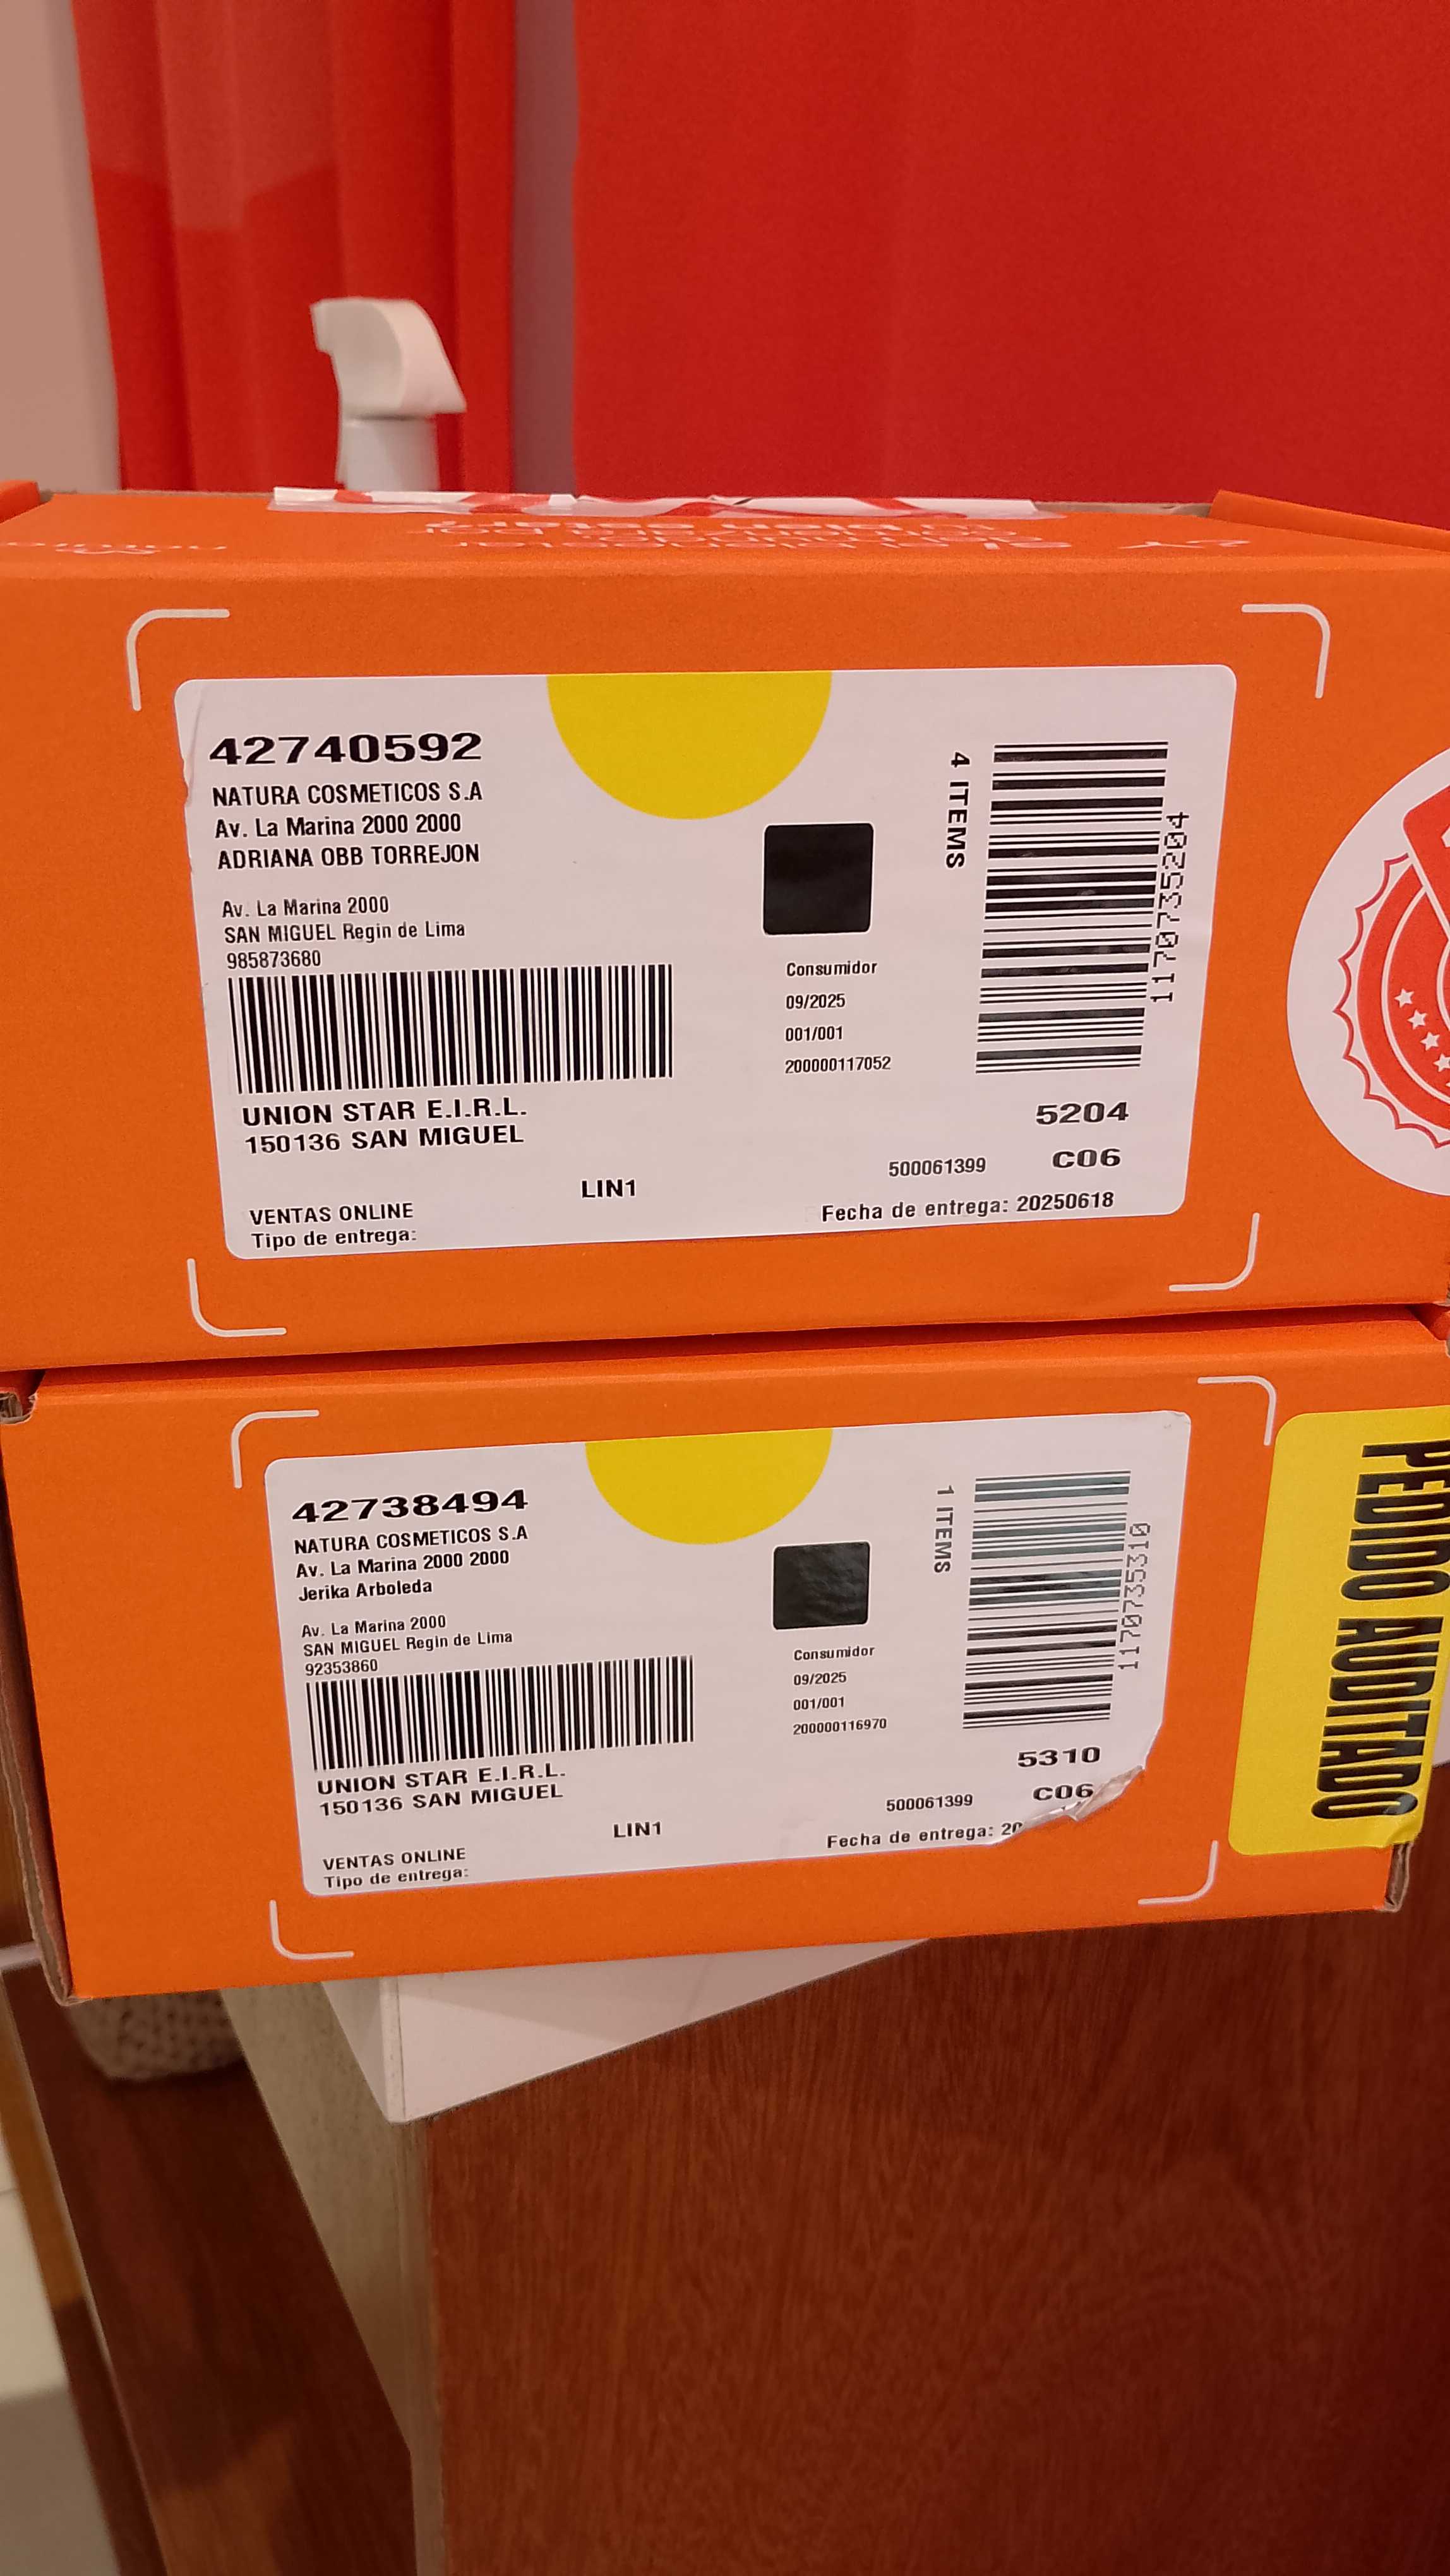 42740592
NATURA COSMETICOS S.A
Av. La Marina 2000 2000
ADRIANA OBB TORREJON
Av. La Marina 2000
SAN MIGUEL Regin de Lima
985873680
UNION STAR E.I.R.L.
150136 SAN MIGUEL
LIN1
VENTAS ONLINE
Tipo de entrega:
Consumidor
09/2025
001/001
200000117052
4 ITEMS
1170735204
5204
C06
500061399
Fecha de entrega: 20250618
42738494
NATURA COSMETICOS S.A
Av. La Marina 2000 2000
Jerika Arboleda
Av. La Marina 2000
SAN MIGUEL Regin de Lima
92353860
UNION STAR E.I.R.L.
150136 SAN MIGUEL
LIN1
VENTAS ONLINE
Tipo de entrega:
Consumidor
09/2025
001/001
200000116970
1 ITEMS
1170735310
5310
C06
500061399
Fecha de entrega: 20
PEDIDO AUDITADO